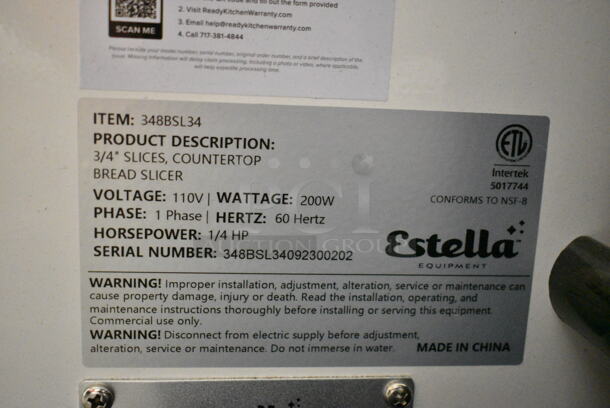 SCAN ME
2. Visit ReadyKitchenWarranty.com
3. Email help@readykitchenwarranty.com
4. Call 717-381-4844
ITEM: 348BSL34
PRODUCT DESCRIPTION:
3/4" SLICES, COUNTERTOP
BREAD SLICER
VOLTAGE: 110V | WATTAGE: 200W
PHASE: 1 Phase | HERTZ: 60 Hertz
HORSEPOWER: 1/4 HP
SERIAL NUMBER: 348BSL34092300202
ETL
Intertek
5017744
CONFORMS TO NSF-8
Estella
EQUIPMENT
WARNING! Improper installation, adjustment, alteration, service or maintenance can
cause property damage, injury or death. Read the installation, operating, and
maintenance instructions thoroughly before installing or serving this equipment.
Commercial use only.
WARNING! Disconnect from electric supply before adjustment,
alteration, service or maintenance. Do not immerse in water.
MADE IN CHINA